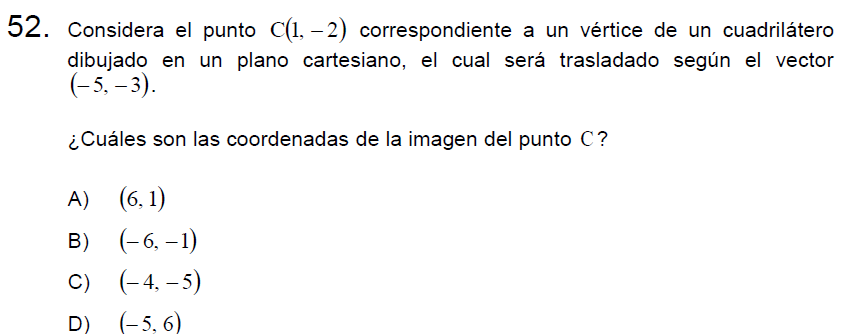 52. Considera el punto C(1, −2) correspondiente a un vértice de un cuadrilátero
dibujado en un plano cartesiano, el cual será trasladado según el vector
(−5, −3).
¿Cuáles son las coordenadas de la imagen del punto C?
A) (6, 1)
B) (−6, −1)
C) (−4, −5)
D) (−5, 6)